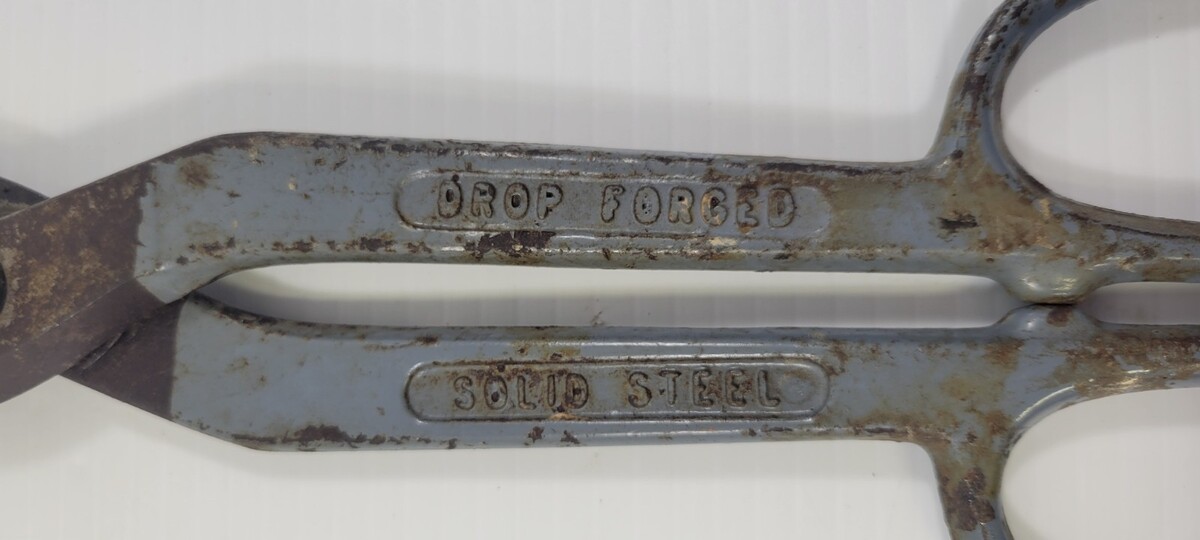 DROP FORGED
SOLID STEEL